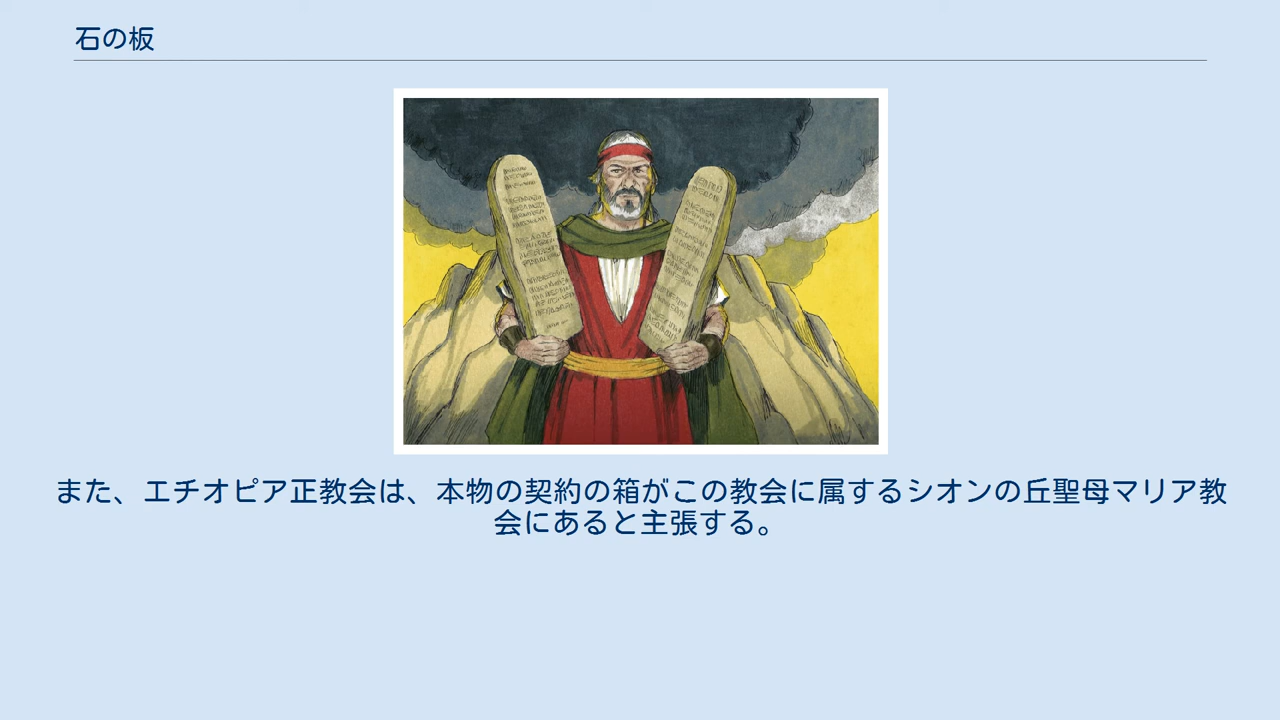 石の板
また、エチオピア正教会は、本物の契約の箱がこの教会に属するシオンの丘聖母マリア教
会にあると主張する。